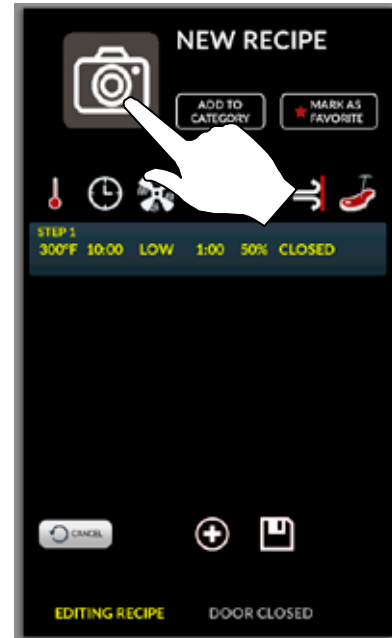 NEW RECIPE
ADD TO
CATEGORY
MARK AS
FAVORITE
STEP 1
300°F 10:00 LOW 1:00 50% CLOSED
CANCEL
EDITING RECIPE DOOR CLOSED